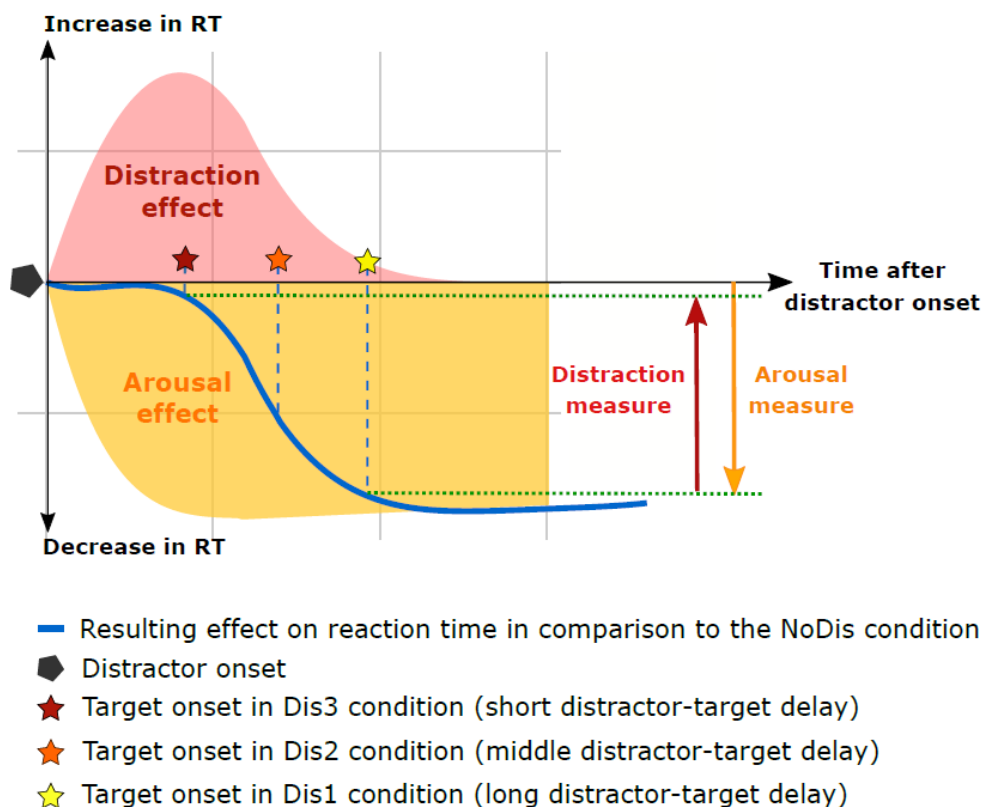 Increase in RT
Distraction
effect
Time after
distractor onset
Arousal
effect
Distraction
measure
Arousal
measure
Decrease in RT
Resulting effect on reaction time in comparison to the NoDis condition
Distractor onset
Target onset in Dis3 condition (short distractor-target delay)
Target onset in Dis2 condition (middle distractor-target delay)
Target onset in Dis1 condition (long distractor-target delay)